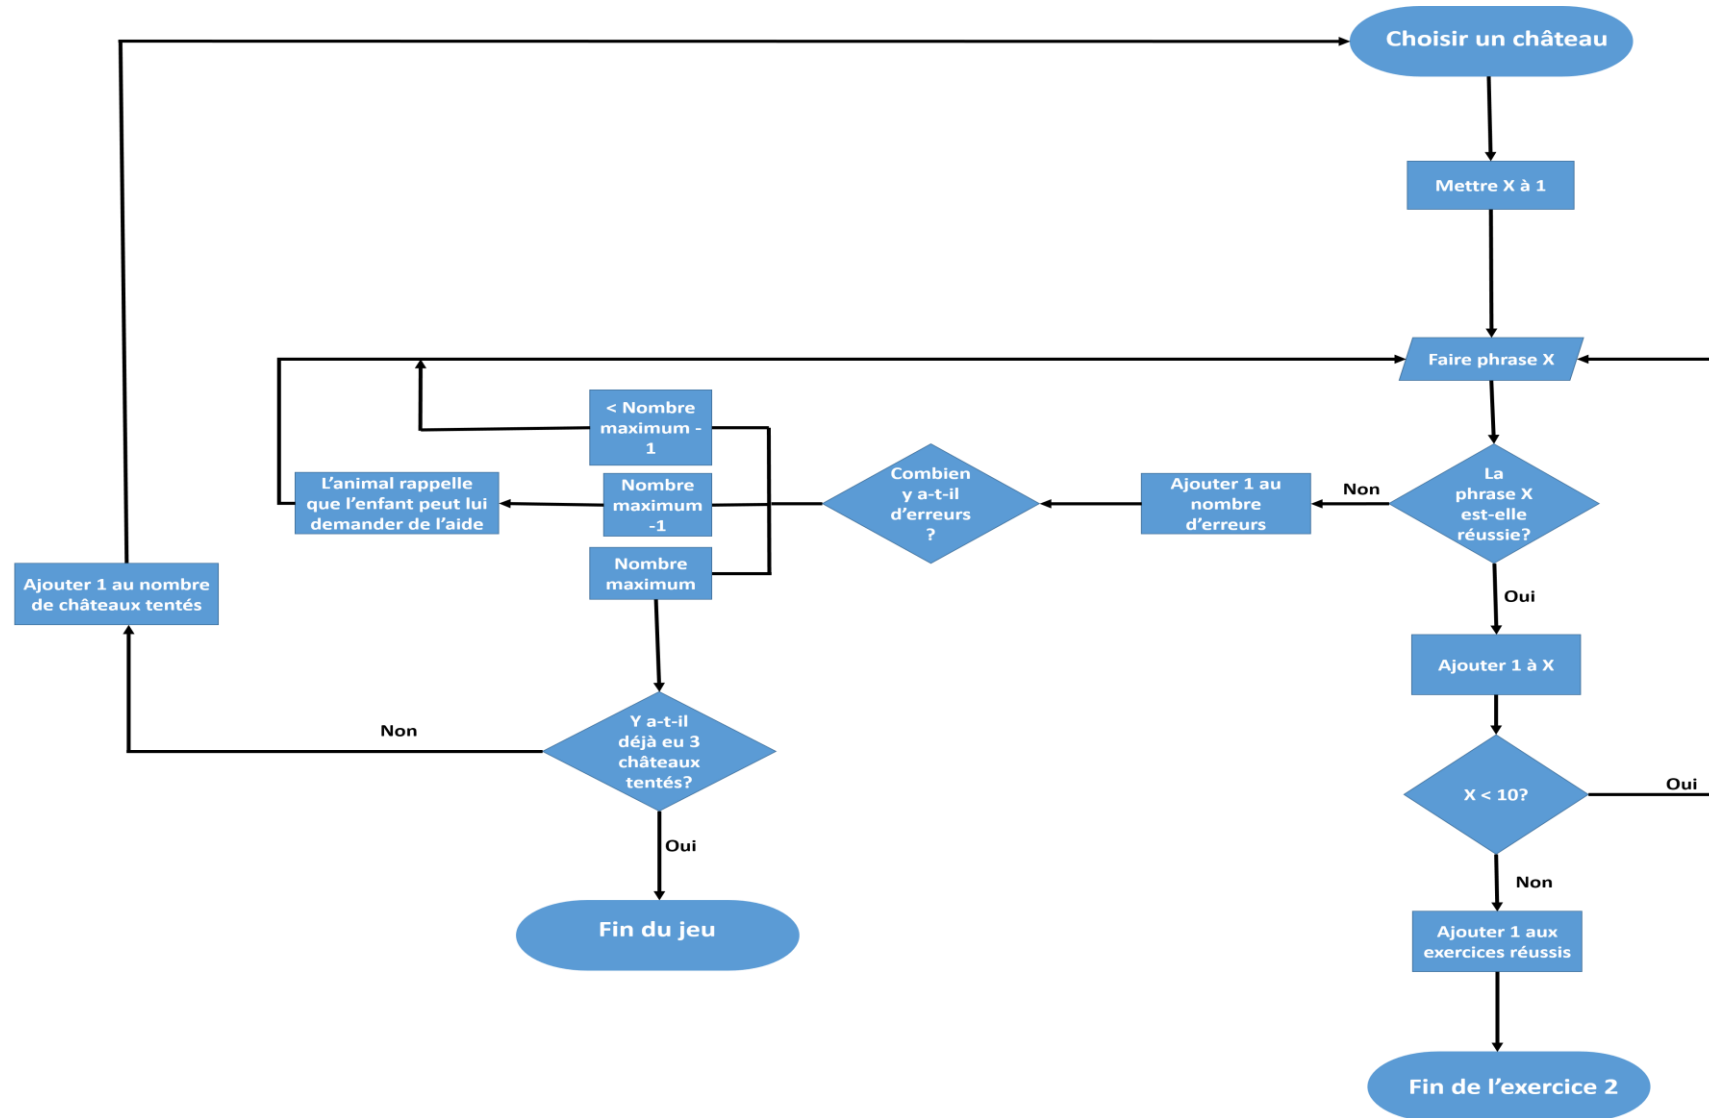 Choisir un château
Mettre X à 1
Faire phrase X
< Nombre
maximum -
1
L’animal rappelle
que l’enfant peut lui
demander de l’aide
Nombre
maximum
-1
Combien
y a-t-il
d’erreurs
?
Ajouter 1 au
nombre
d’erreurs
Non
La
phrase X
est-elle
réussie?
Nombre
maximum
Ajouter 1 au nombre
de châteaux tentés
Oui
Ajouter 1 à X
Non
Y a-t-il
déjà eu 3
châteaux
tentés?
X < 10?
Oui
Oui
Non
Fin du jeu
Ajouter 1 aux
exercices réussis
Fin de l’exercice 2